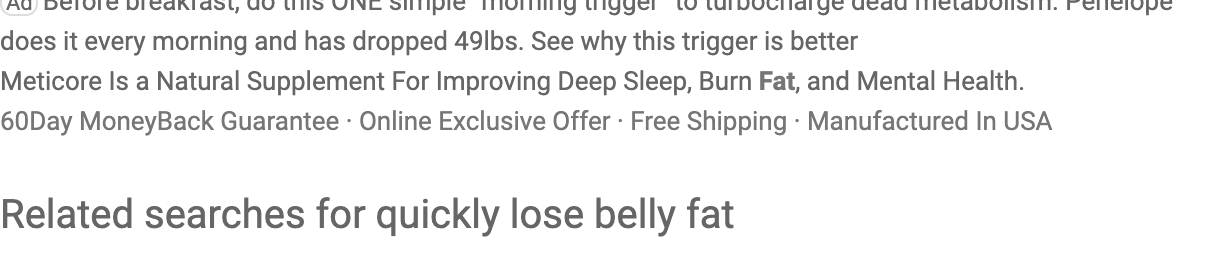 Ad Before breakfast, do this ONE simple "morning trigger" to turbocharge dead metabolism. Penelope
does it every morning and has dropped 49lbs. See why this trigger is better
Meticore Is a Natural Supplement For Improving Deep Sleep, Burn Fat, and Mental Health.
60Day MoneyBack Guarantee · Online Exclusive Offer · Free Shipping · Manufactured In USA
Related searches for quickly lose belly fat